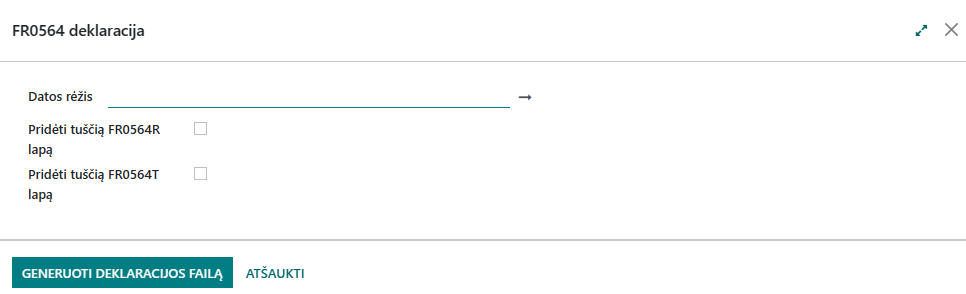 FR0564 deklaracija
Datos rėžis
Pridėti tuščią FR0564R
lapą
Pridėti tuščią FR0564T
lapą
GENERUOTI DEKLARACIJOS FAILĄ ATŠAUKTI